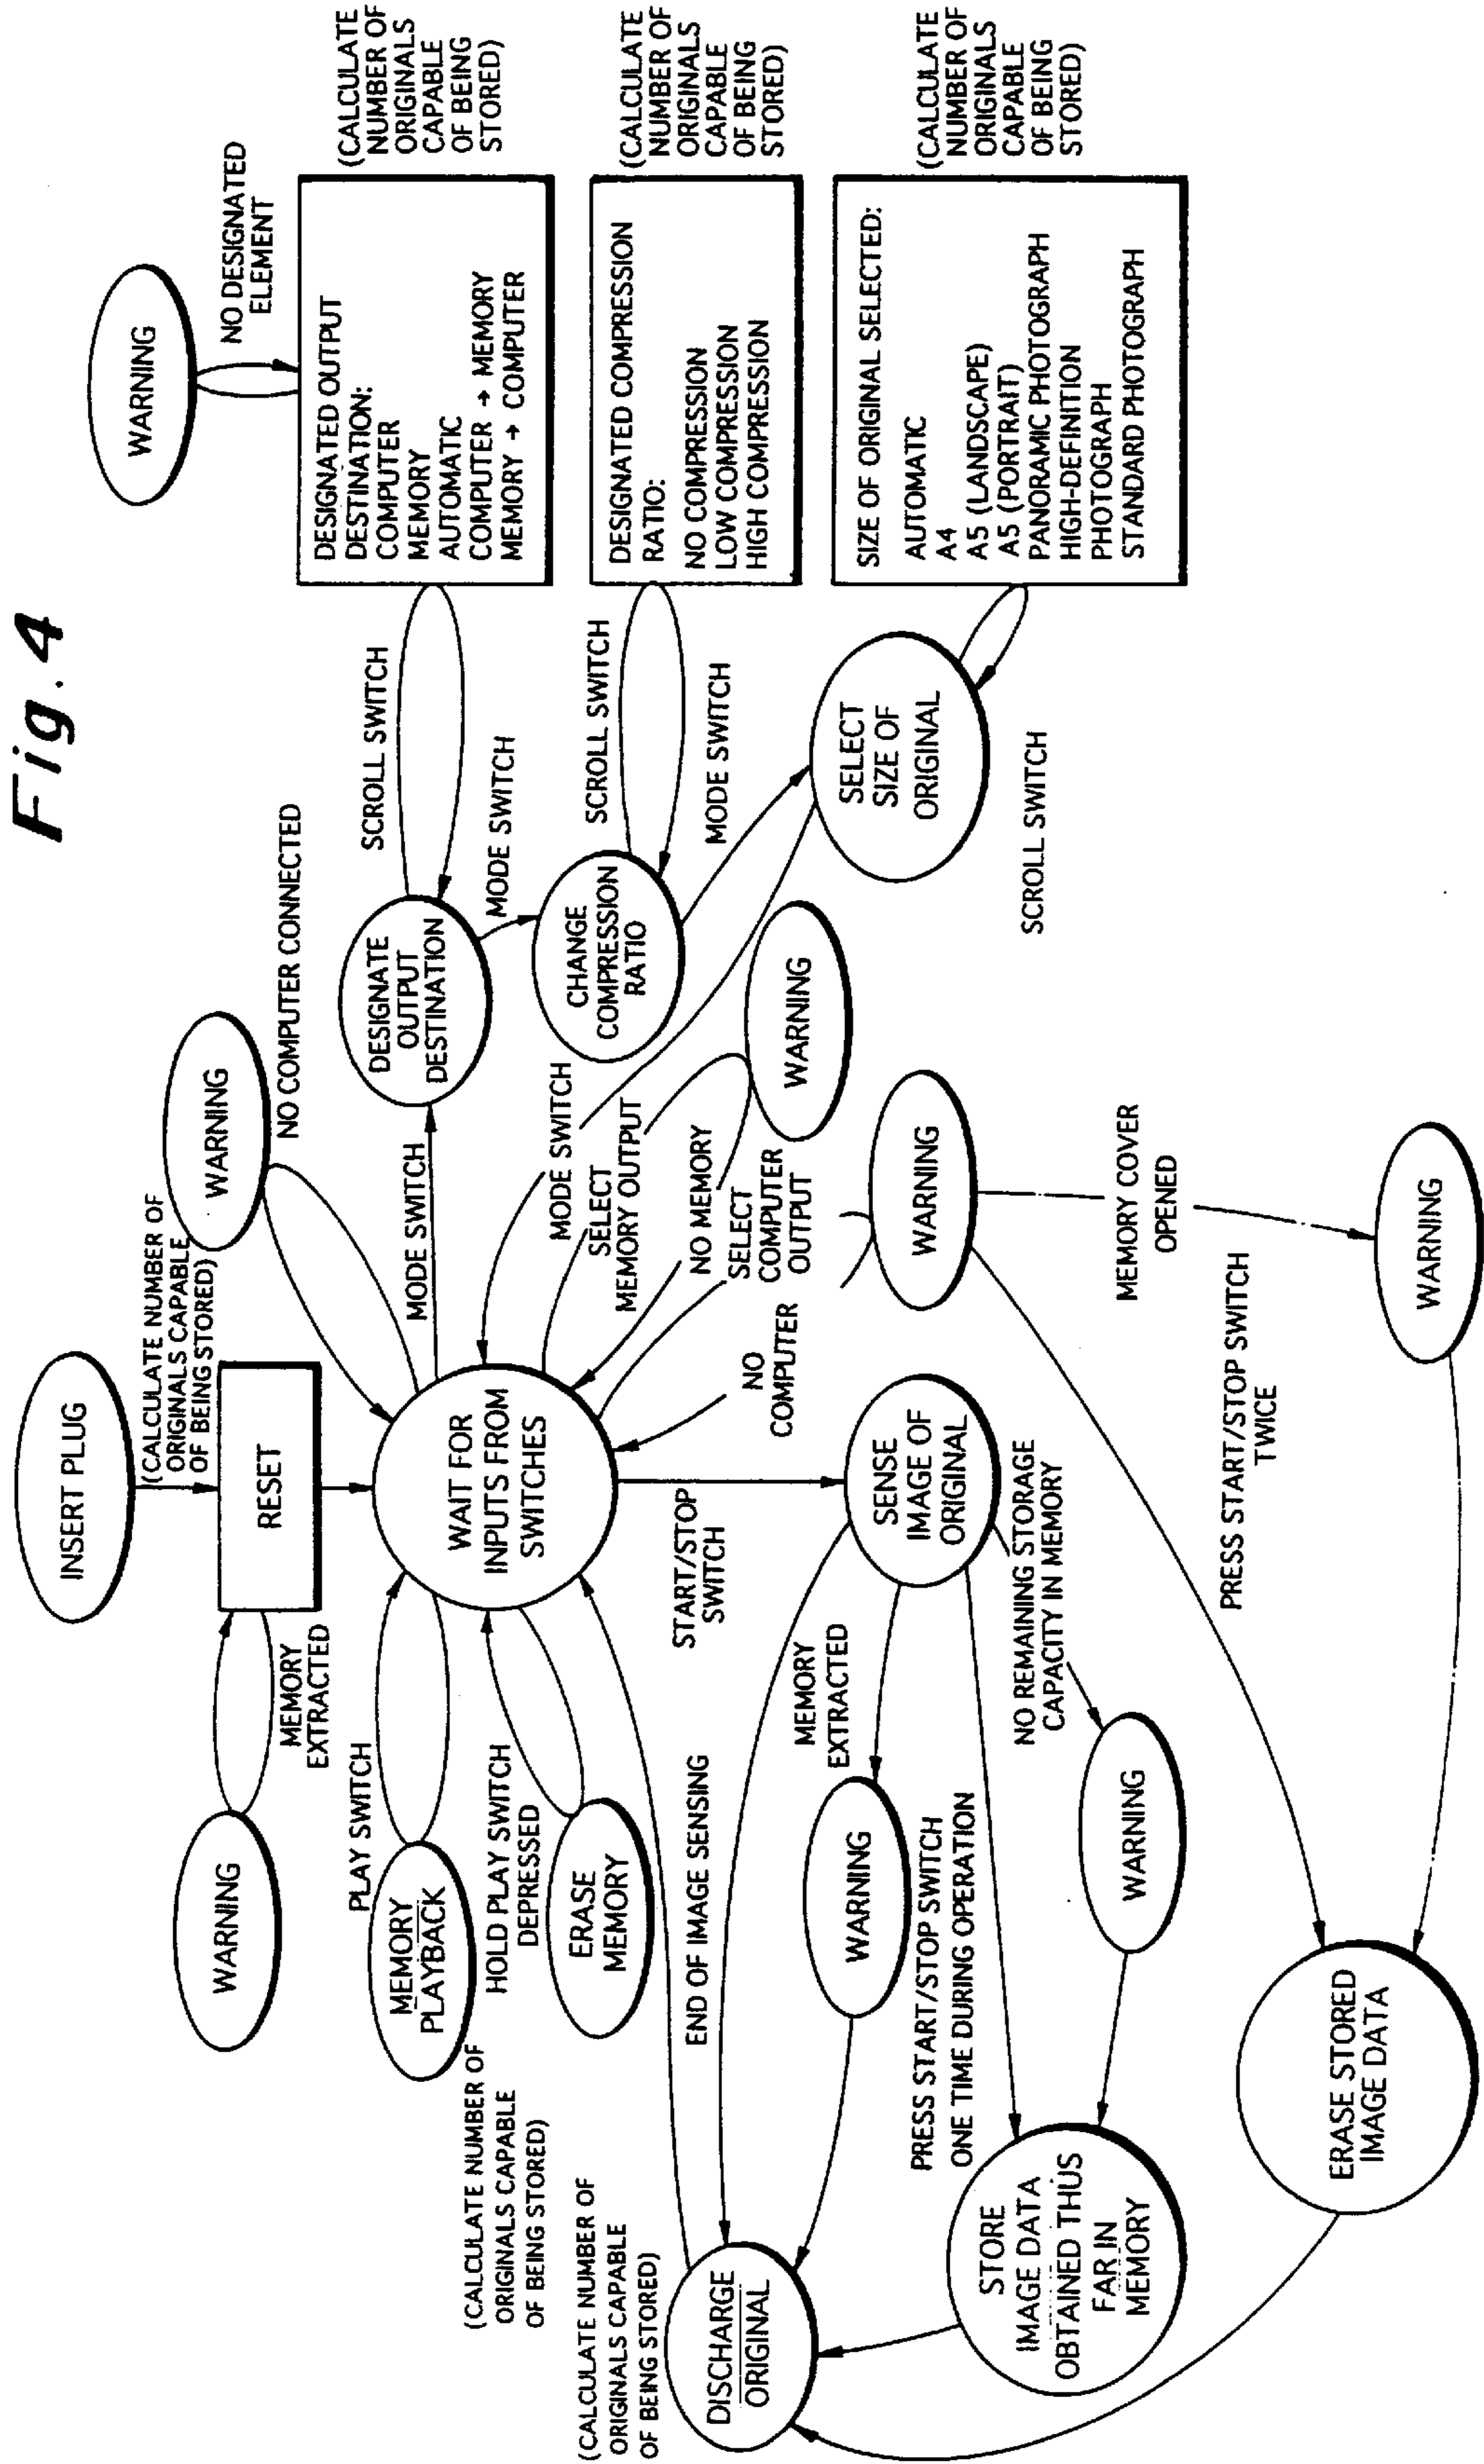 Fig. 4
INSERT PLUG
(CALCULATE NUMBER OF
ORIGINALS CAPABLE
OF BEING STORED)
RESET
WARNING
MEMORY
EXTRACTED
WARNING
NO COMPUTER CONNECTED
WARNING
NO DESIGNATED
ELEMENT
PLAY SWITCH
MEMORY
PLAYBACK
(CALCULATE NUMBER OF
ORIGINALS CAPABLE
OF BEING STORED)
HOLD PLAY SWITCH
DEPRESSED
ERASE
MEMORY
WAIT FOR
INPUTS FROM
SWITCHES
MODE SWITCH
DESIGNATE
OUTPUT
DESTINATION
SCROLL SWITCH
DESIGNATED OUTPUT
DESTINATION:
COMPUTER
MEMORY
AUTOMATIC
COMPUTER → MEMORY
MEMORY → COMPUTER
(CALCULATE
NUMBER OF
ORIGINALS
CAPABLE
OF BEING
STORED)
MODE SWITCH
CHANGE
COMPRESSION
RATIO
SCROLL SWITCH
DESIGNATED COMPRESSION
RATIO:
NO COMPRESSION
LOW COMPRESSION
HIGH COMPRESSION
(CALCULATE
NUMBER OF
ORIGINALS
CAPABLE
OF BEING
STORED)
MODE SWITCH
SELECT
SIZE OF
ORIGINAL
SCROLL SWITCH
SIZE OF ORIGINAL SELECTED:
AUTOMATIC
A4
A5 (LANDSCAPE)
A5 (PORTRAIT)
PANORAMIC PHOTOGRAPH
HIGH-DEFINITION
PHOTOGRAPH
STANDARD PHOTOGRAPH
(CALCULATE
NUMBER OF
ORIGINALS
CAPABLE
OF BEING
STORED)
MODE SWITCH
SELECT
MEMORY OUTPUT
WARNING
NO MEMORY
SELECT
COMPUTER
OUTPUT
NO
COMPUTER
WARNING
START/STOP
SWITCH
SENSE
IMAGE OF
ORIGINAL
END OF IMAGE SENSING
(CALCULATE NUMBER OF
ORIGINALS CAPABLE
OF BEING STORED)
DISCHARGE
ORIGINAL
MEMORY
EXTRACTED
WARNING
PRESS START/STOP SWITCH
ONE TIME DURING OPERATION
NO REMAINING STORAGE
CAPACITY IN MEMORY
WARNING
STORE
IMAGE DATA
OBTAINED THUS
FAR IN
MEMORY
MEMORY COVER
OPENED
WARNING
PRESS START/STOP SWITCH
TWICE
ERASE STORED
IMAGE DATA